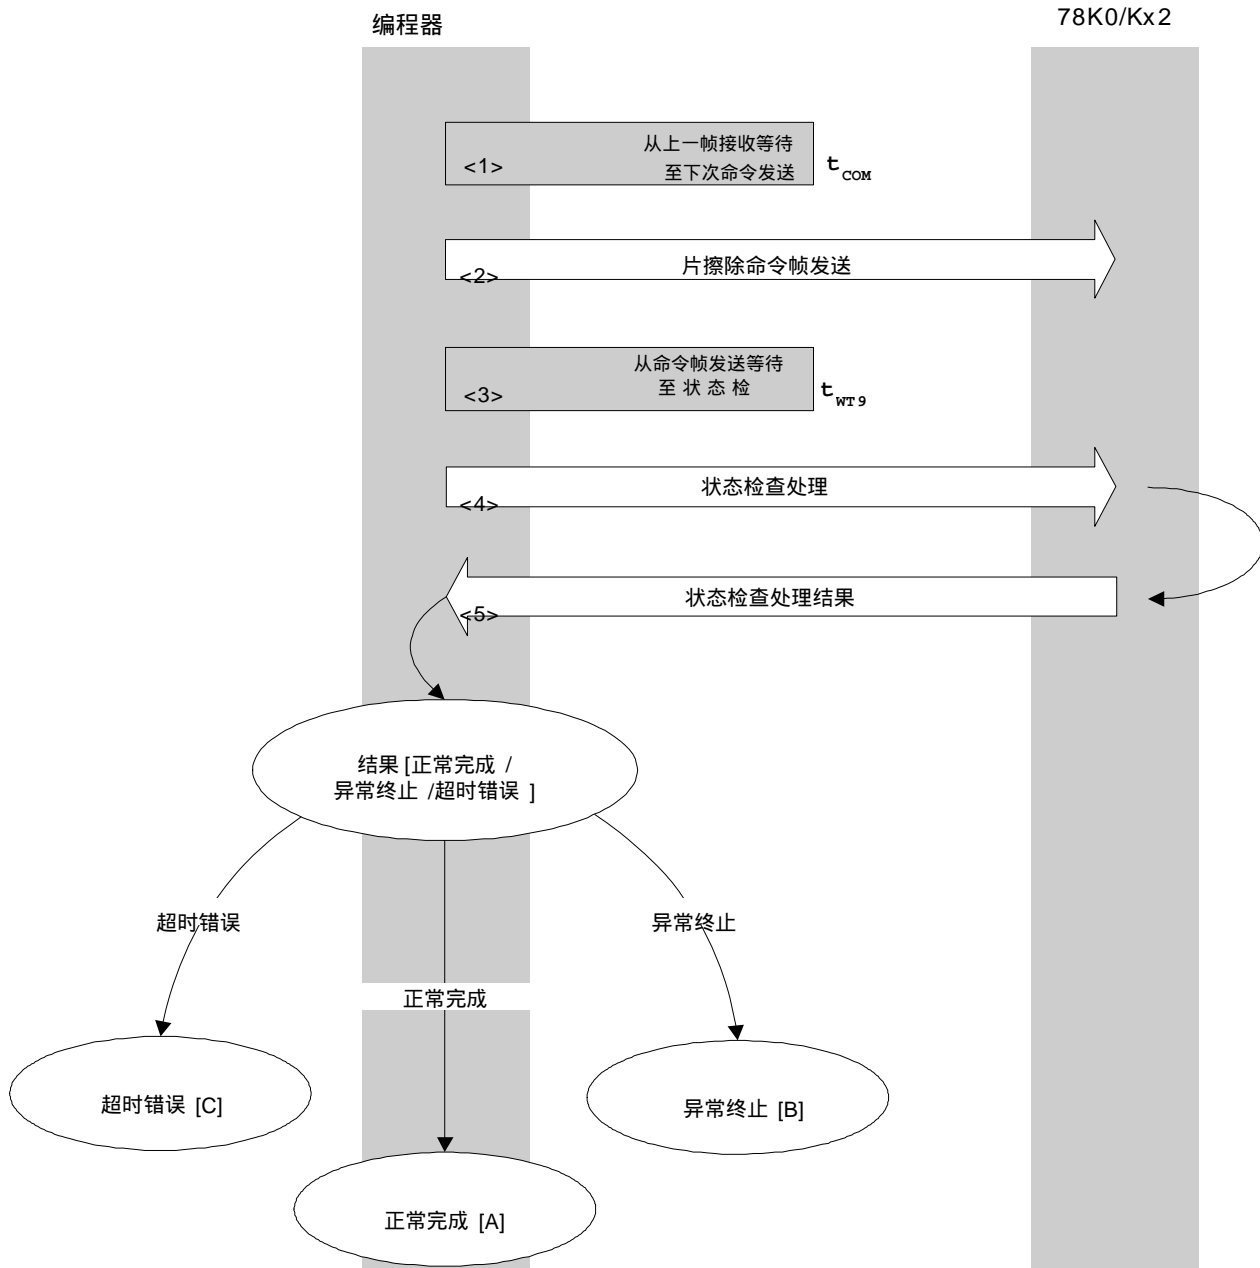 编程器
78K0/Kx2
<1>
从上一帧接收等待
至下次命令发送
tCOM
<2>
片擦除命令帧发送
<3>
从命令帧发送等待
至状态检
tWT9
<4>
状态检查处理
<5>
状态检查处理结果
结果 [正常完成 /
异常终止 /超时错误 ]
超时错误
异常终止
正常完成
超时错误 [C]
异常终止 [B]
正常完成 [A]